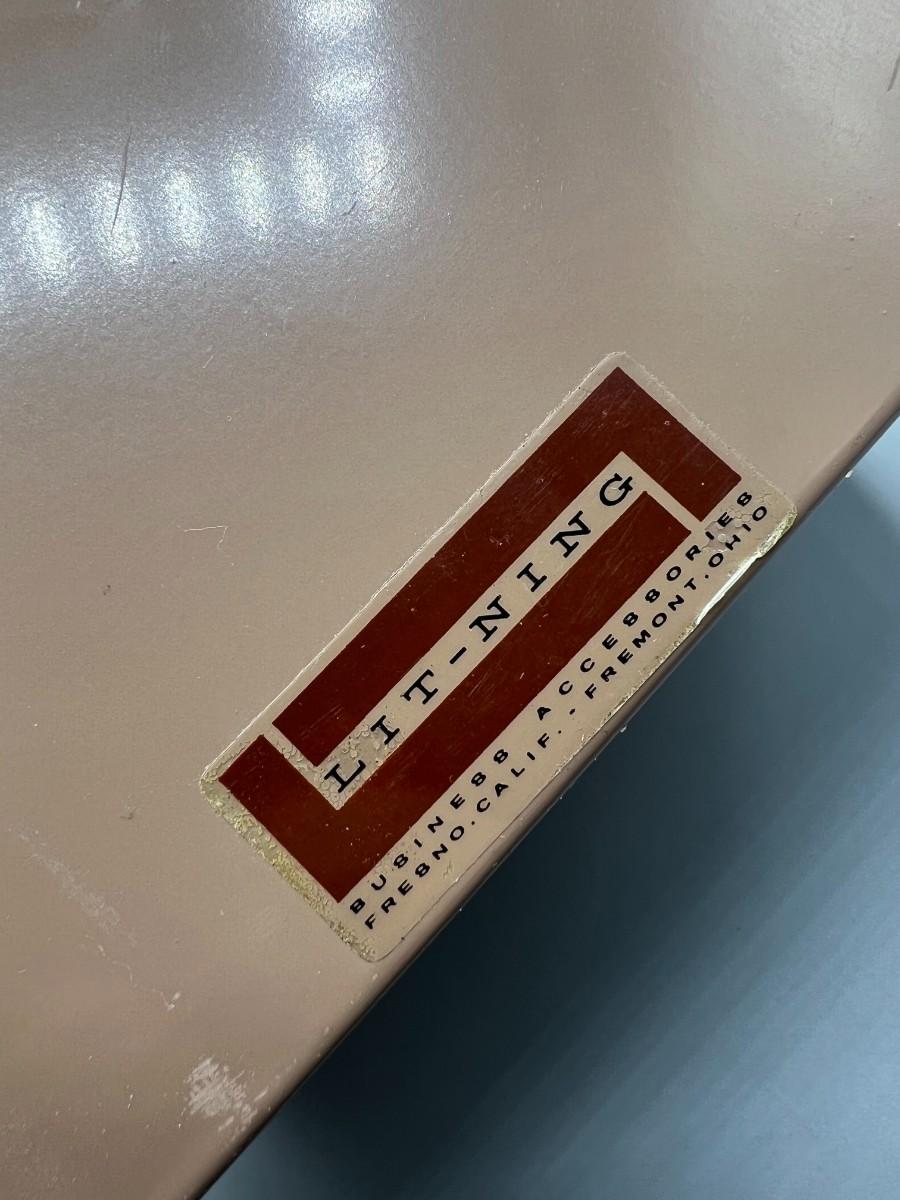 LIT-NING
BUSINESS ACCESSORIES
FRESNO.CALIF.-FREMONT.OHIO